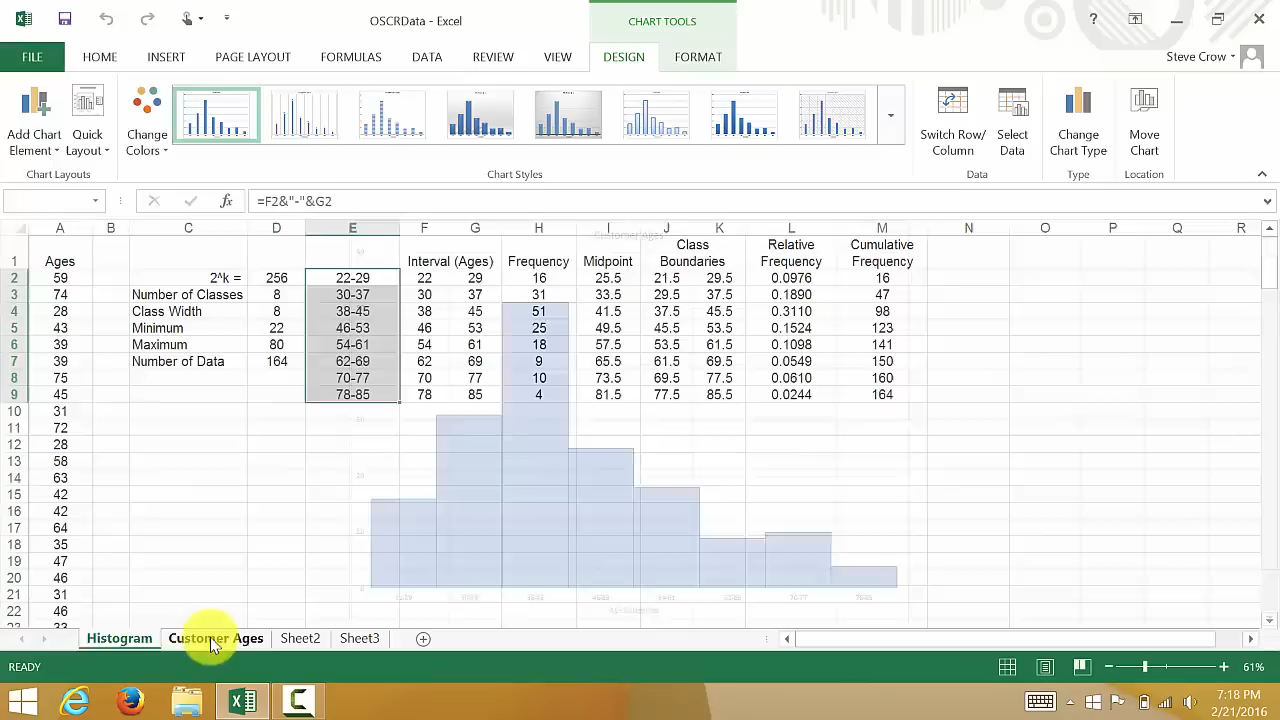 OSCRData - Excel
CHART TOOLS
?
FILE HOME INSERT PAGE LAYOUT FORMULAS DATA REVIEW VIEW DESIGN FORMAT
Steve Crow
Add Chart Element
Quick Layout
Change Colors
Switch Row/ Column
Select Data
Change Chart Type
Move Chart
Chart Layouts Chart Styles Data Type Location
fx =F2&"-"&G2
A B C D E F G H I J K L M N O P Q R
Customer Ages
1 Ages Interval (Ages) Frequency Midpoint Class Boundaries Relative Frequency Cumulative Frequency
2 59 2^k = 256 22-29 22 29 16 25.5 21.5 29.5 0.0976 16
3 74 Number of Classes 8 30-37 30 37 31 33.5 29.5 37.5 0.1890 47
4 28 Class Width 8 38-45 38 45 51 41.5 37.5 45.5 0.3110 98
5 43 Minimum 22 46-53 46 53 25 49.5 45.5 53.5 0.1524 123
6 39 Maximum 80 54-61 54 61 18 57.5 53.5 61.5 0.1098 141
7 39 Number of Data 164 62-69 62 69 9 65.5 61.5 69.5 0.0549 150
8 75 70-77 70 77 10 73.5 69.5 77.5 0.0610 160
9 45 78-85 78 85 4 81.5 77.5 85.5 0.0244 164
10 31
11 72
12 28
13 58
14 63
15 42
16 42
17 64
18 35
19 47
20 46
21 31
22 46
Histogram Customer Ages Sheet2 Sheet3
READY
61%
7:18 PM
2/21/2016